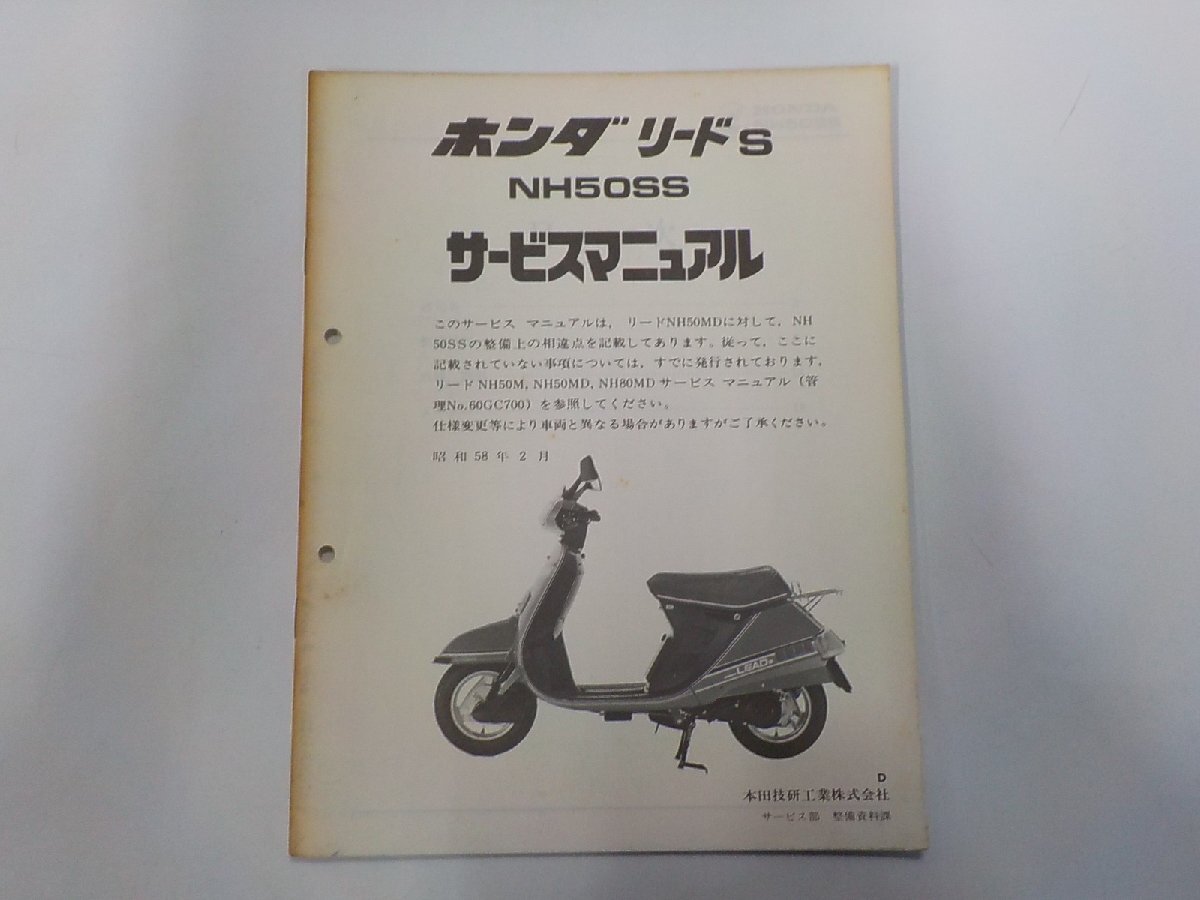 ホンダ リードS
NH50SS
サービスマニュアル
このサービス マニュアルは，リードNH50MDに対して，NH
50SSの整備上の相違点を記載してあります。従って，ここに
記載されていない事項については，すでに発行されております，
リード NH50M, NH50MD, NH80MD サービス マニュアル（管
理No.60GC700）を参照してください。
仕様変更等により車両と異なる場合がありますがご了承ください。
昭和58年2月
LEAD S
D
本田技研工業株式会社
サービス部 整備資料課